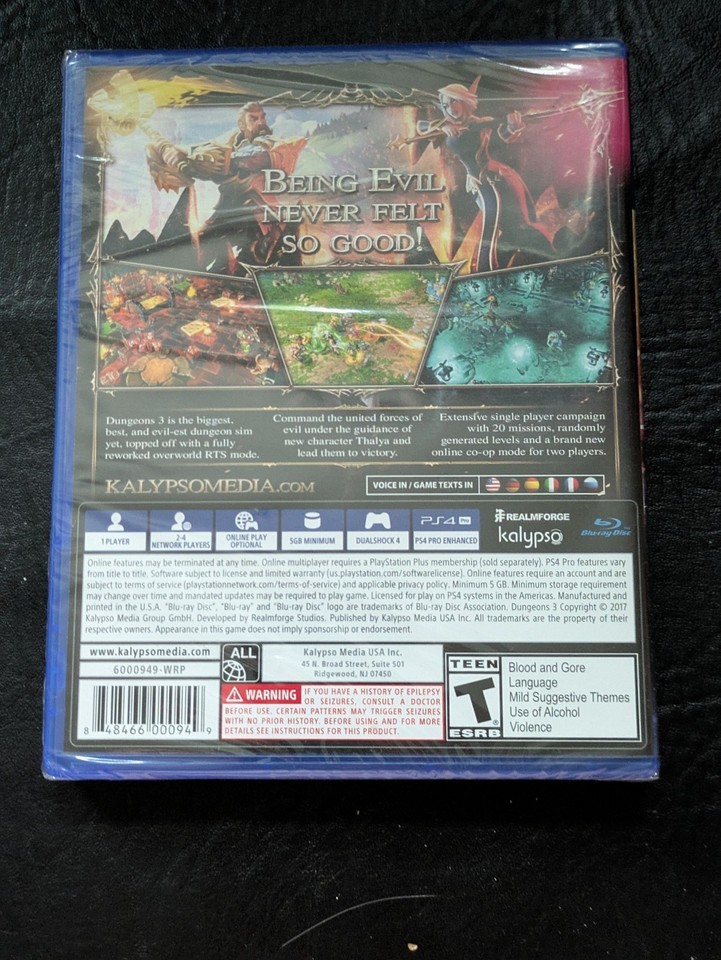 BEING EVIL
NEVER FELT
SO GOOD!
Dungeons 3 is the biggest,
best, and evil-est dungeon sim
yet, topped off with a fully
reworked overworld RTS mode.
Command the united forces of
evil under the guidance of
new character Thalya and
lead them to victory.
Extensive single player campaign
with 20 missions, randomly
generated levels and a brand new
online co-op mode for two players.
KALYPSOMEDIA.COM
VOICE IN / GAME TEXTS IN
1 PLAYER
2-4
NETWORK PLAYERS
ONLINE PLAY
OPTIONAL
5GB MINIMUM
DUALSHOCK 4
PS4 Pro
PS4 PRO ENHANCED
REALMFORGE
kalypso
Blu-ray Disc
Online features may be terminated at any time. Online multiplayer requires a PlayStation Plus membership (sold separately). PS4 Pro features vary
from title to title. Software subject to license and limited warranty (us.playstation.com/softwarelicense). Online features require an account and are
subject to terms of service (playstationnetwork.com/terms-of-service) and applicable privacy policy. Minimum 5 GB. Minimum storage requirement
may change over time and mandated updates may be required to play game. Licensed for play on PS4 systems in the Americas. Manufactured and
printed in the U.S.A. "Blu-ray Disc", "Blu-ray" and "Blu-ray Disc" logo are trademarks of Blu-ray Disc Association. Dungeons 3 Copyright © 2017
Kalypso Media Group GmbH. Developed by Realmforge Studios. Published by Kalypso Media USA Inc. All trademarks are the property of their
respective owners. Appearance in this game does not imply sponsorship or endorsement.
www.kalypsomedia.com
6000949-WRP
ALL
Kalypso Media USA Inc.
45 N. Broad Street, Suite 501
Ridgewood, NJ 07450
WARNING IF YOU HAVE A HISTORY OF EPILEPSY
OR SEIZURES, CONSULT A DOCTOR
BEFORE USE. CERTAIN PATTERNS MAY TRIGGER SEIZURES
WITH NO PRIOR HISTORY. BEFORE USING AND FOR MORE
DETAILS SEE INSTRUCTIONS FOR THIS PRODUCT.
8 48466 00094 9
TEEN
T
ESRB
Blood and Gore
Language
Mild Suggestive Themes
Use of Alcohol
Violence